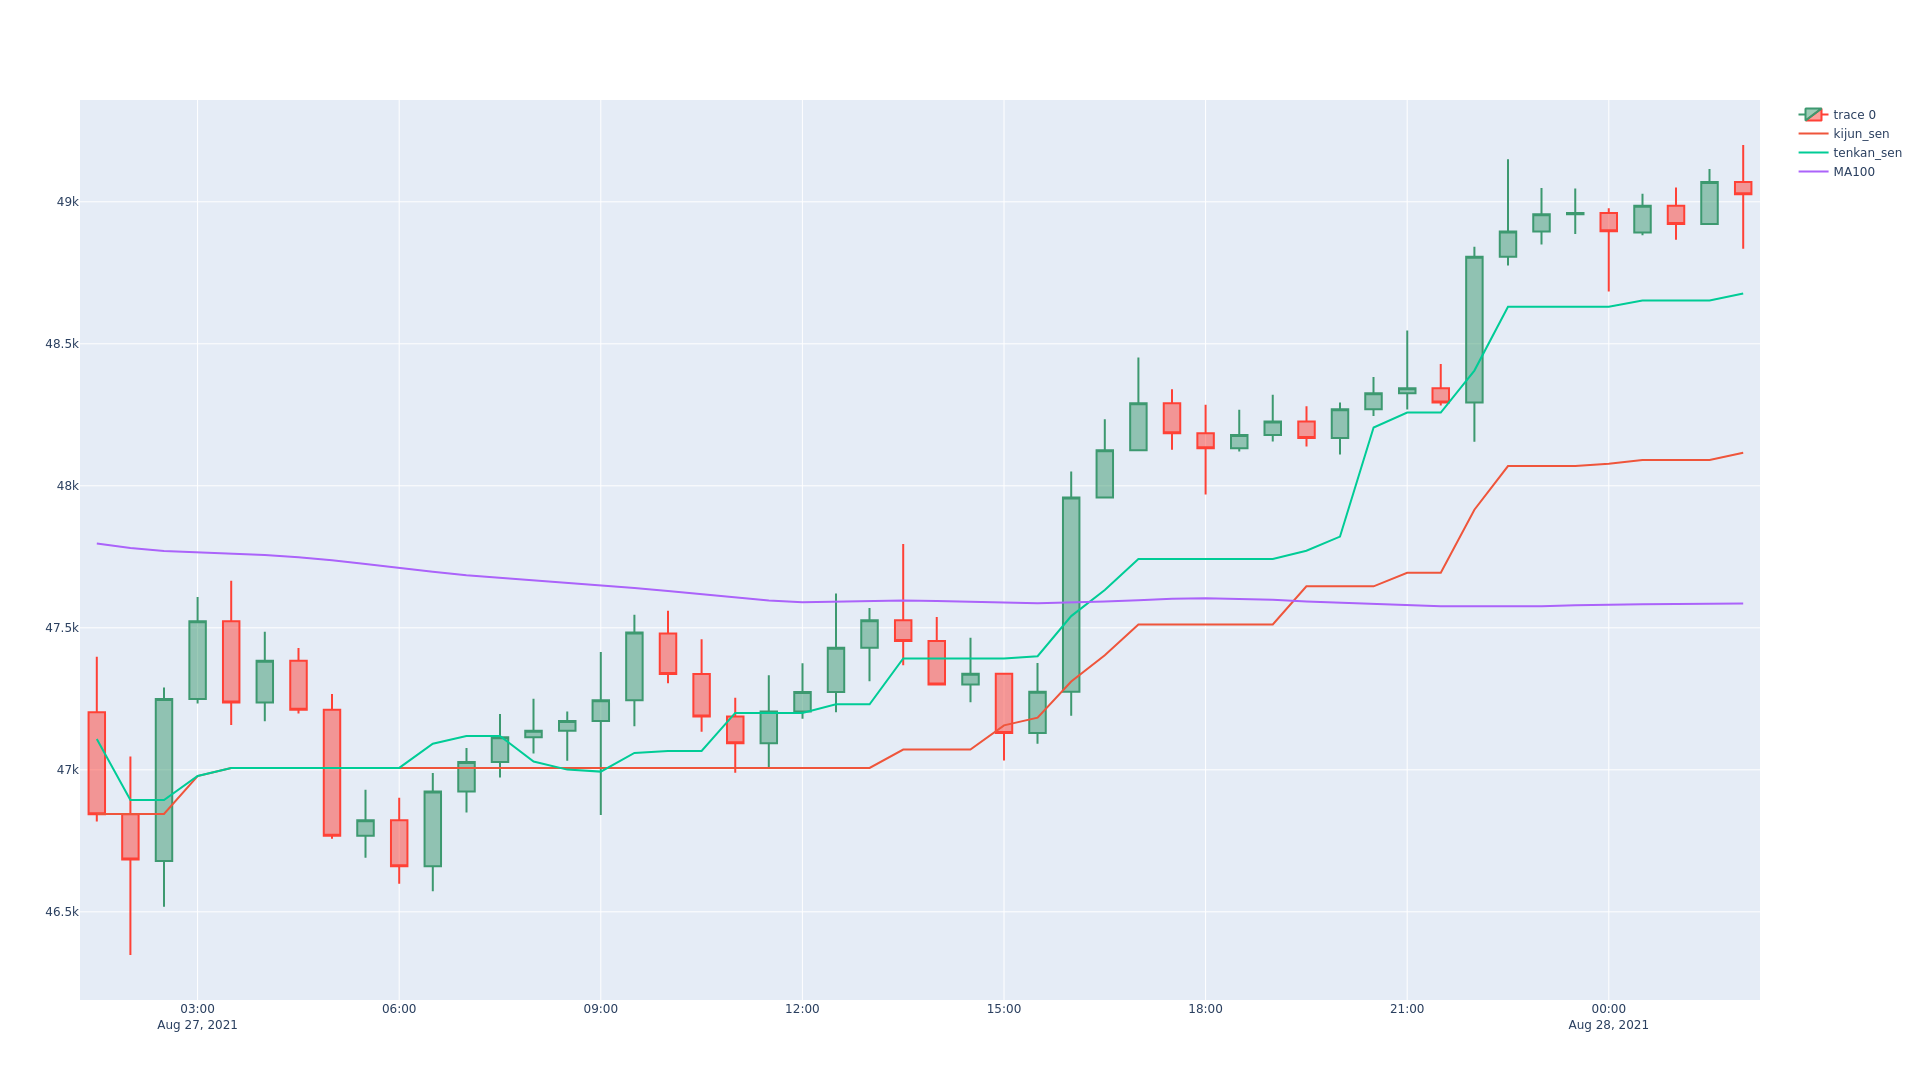 trace 0
kijun_sen
tenkan_sen
MA100
49k
48.5k
48k
47.5k
47k
46.5k
03:00 06:00 09:00 12:00 15:00 18:00 21:00 00:00
Aug 27, 2021 Aug 28, 2021